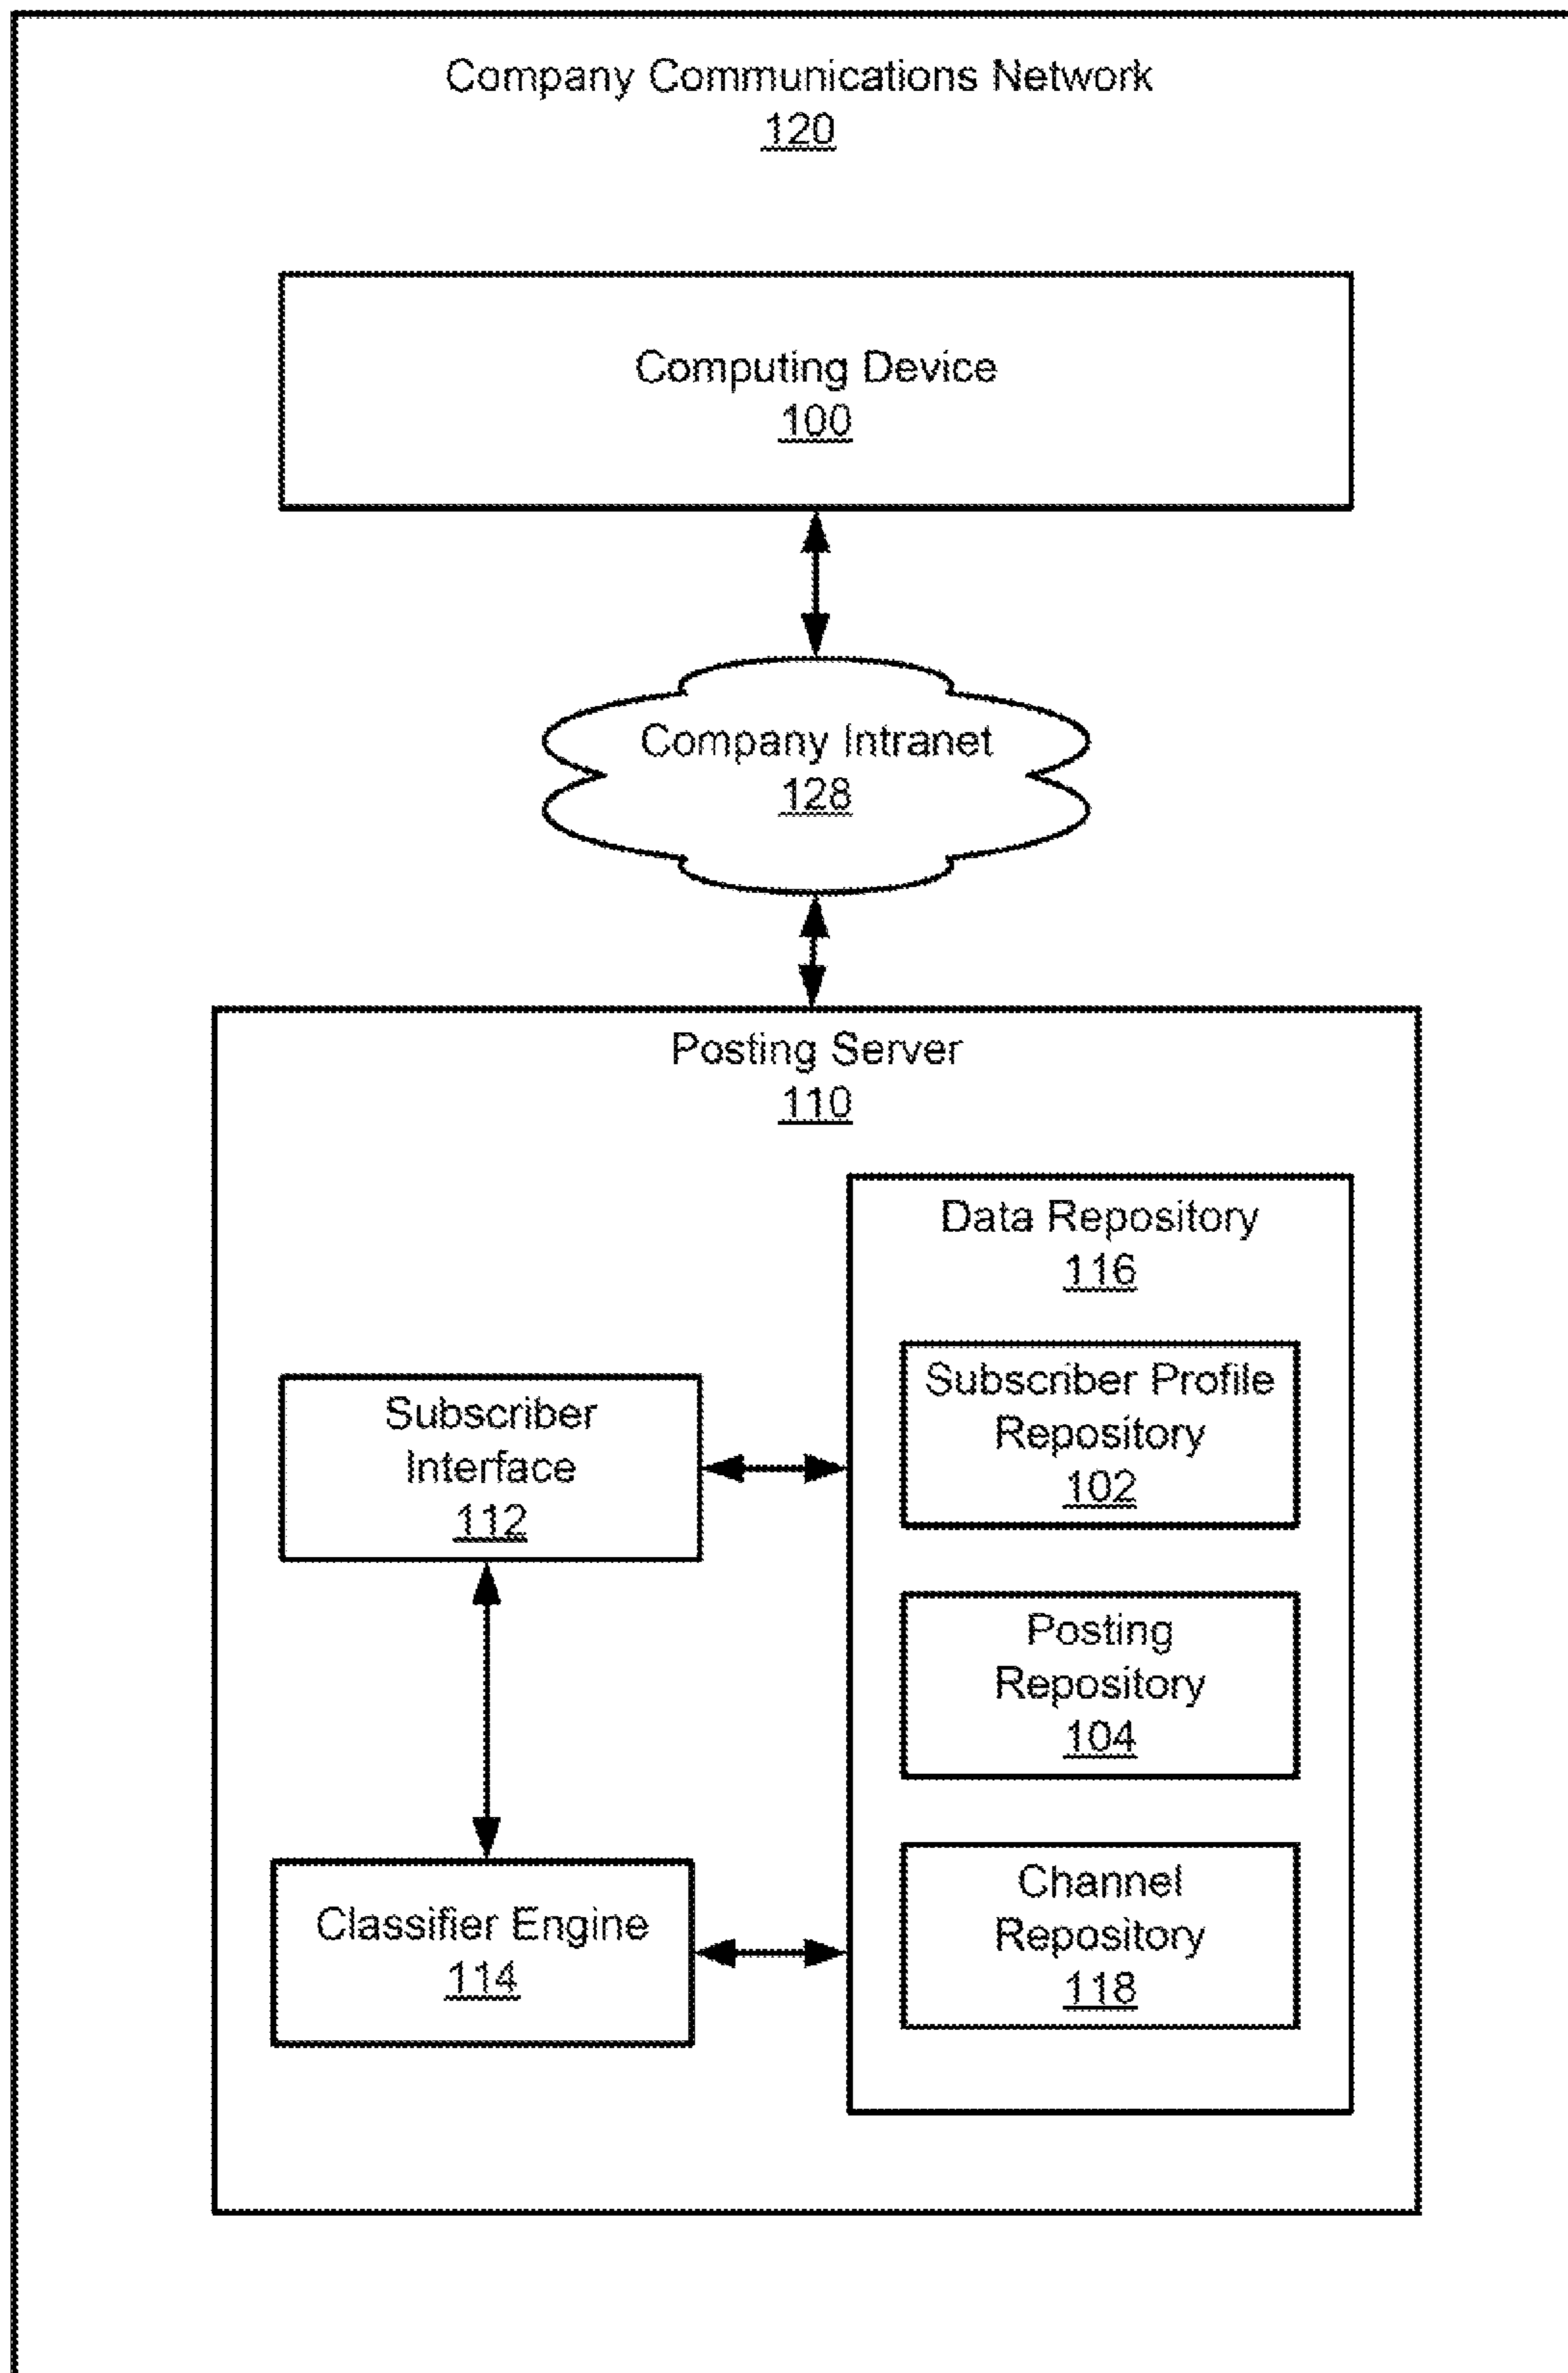 Company Communications Network
120
Computing Device
100
Company Intranet
128
Posting Server
110
Data Repository
116
Subscriber Profile
Repository
102
Subscriber
Interface
112
Posting
Repository
104
Channel
Repository
118
Classifier Engine
114